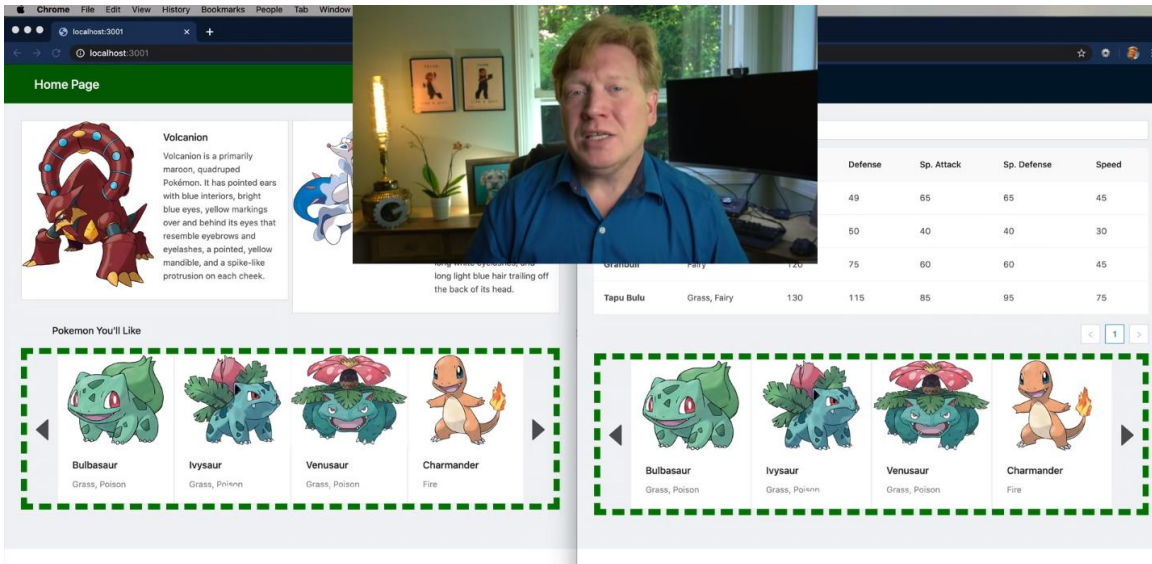 Chrome File Edit View History Bookmarks People Tab Window
localhost:3001
localhost:3001
Home Page
Volcanion
Volcanion is a primarily
maroon, quadruped
Pokémon. It has pointed ears
with blue interiors, bright
blue eyes, yellow markings
over and behind its eyes that
resemble eyebrows and
eyelashes, a pointed, yellow
mandible, and a spike-like
protrusion on each cheek.
long white eyelashes, and
long light blue hair trailing off
the back of its head.
Pokemon You'll Like
Bulbasaur
Grass, Poison
Ivysaur
Grass, Poison
Venusaur
Grass, Poison
Charmander
Fire
Defense Sp. Attack Sp. Defense Speed
49 65 65 45
50 40 40 30
Granbull Fairy 120 75 60 60 45
Tapu Bulu Grass, Fairy 130 115 85 95 75
< 1 >
Bulbasaur
Grass, Poison
Ivysaur
Grass, Poison
Venusaur
Grass, Poison
Charmander
Fire